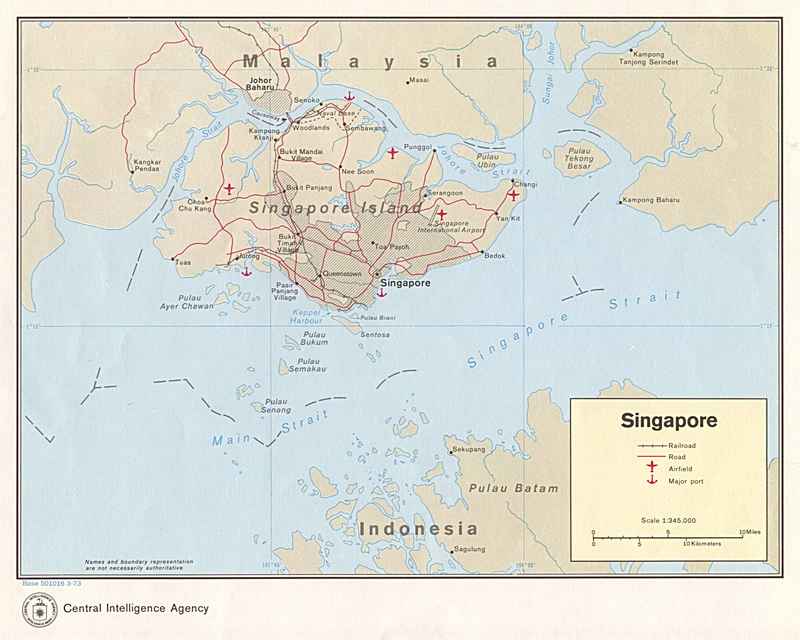 Malaysia
Johor
Baharu
Masai
Kampong
Tanjong Serindet
Sungai Johor
Senoko
Causeway
Naval Base
Woodlands
Sembawang
Kampong
Kranji
Johore Strait
Bukit Mandai
Village
Nee Soon
Punggol
Johore Strait
Pulau
Ubin
Pulau
Tekong
Besar
Kangkar
Pendas
Bukit Panjang
Changi
Choa
Chu Kang
Serangoon
Kampong Baharu
Singapore Island
Singapore
International Airport
Yan Kit
Bukit
Timah
Village
Toa Payoh
Bedok
Tuas
Jurong
Queenstown
Singapore
Pasir
Panjang
Village
Pulau
Ayer Chawan
Keppel
Harbour
Pulau Brani
Sentosa
Pulau
Bukum
Pulau
Semakau
Singapore Strait
Pulau
Senang
Main Strait
Sekupang
Pulau Batam
Indonesia
Sagulung
Singapore
Railroad
Road
Airfield
Major port
Scale 1:345,000
0 5 10 Miles
0 5 10 Kilometers
Names and boundary representation
are not necessarily authoritative
Base 501016 3-73
Central Intelligence Agency